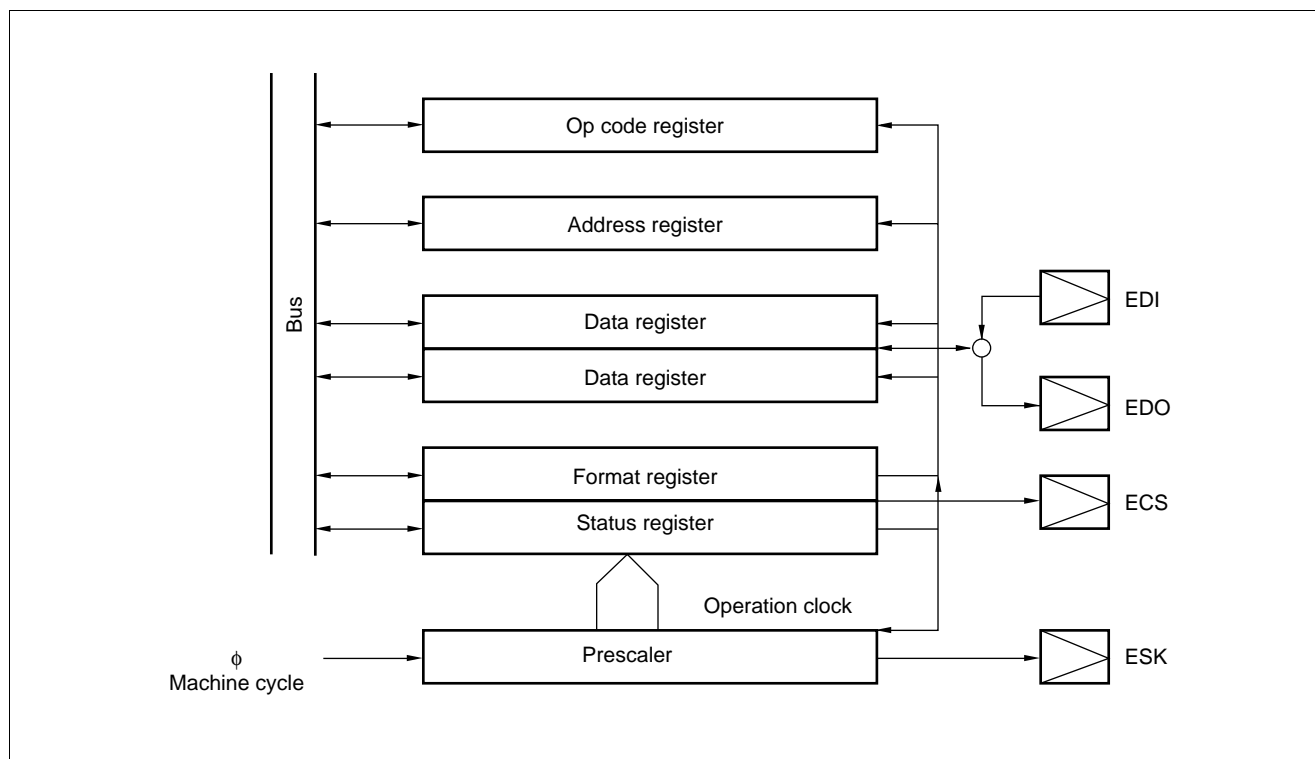 Op code register
Address register
Bus
Data register
EDI
Data register
EDO
Format register
ECS
Status register
Operation clock
Prescaler
ESK
ϕ
Machine cycle